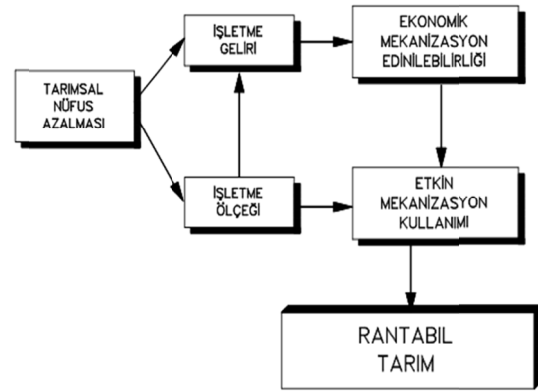 İŞLETME
GELİRİ
EKONOMİK
MEKANİZASYON
EDİNİLEBİLİRLİĞİ
TARIMSAL
NÜFUS
AZALMASI
İŞLETME
ÖLÇEĞİ
ETKİN
MEKANİZASYON
KULLANIMI
RANTABIL
TARIM